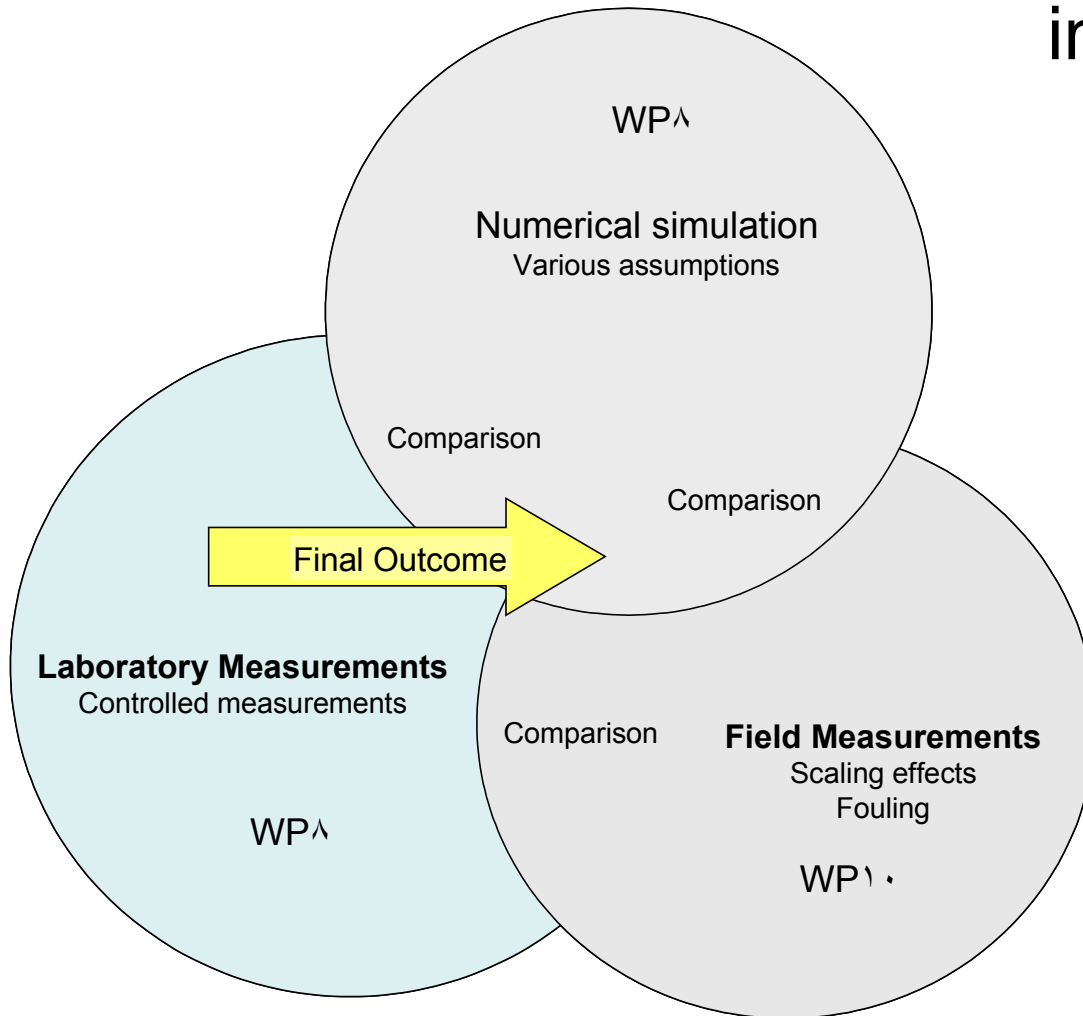 WP٨
Numerical simulation
Various assumptions
Comparison
Comparison
Final Outcome
Laboratory Measurements
Controlled measurements
Comparison
Field Measurements
Scaling effects
Fouling
WP٨
WP١٠